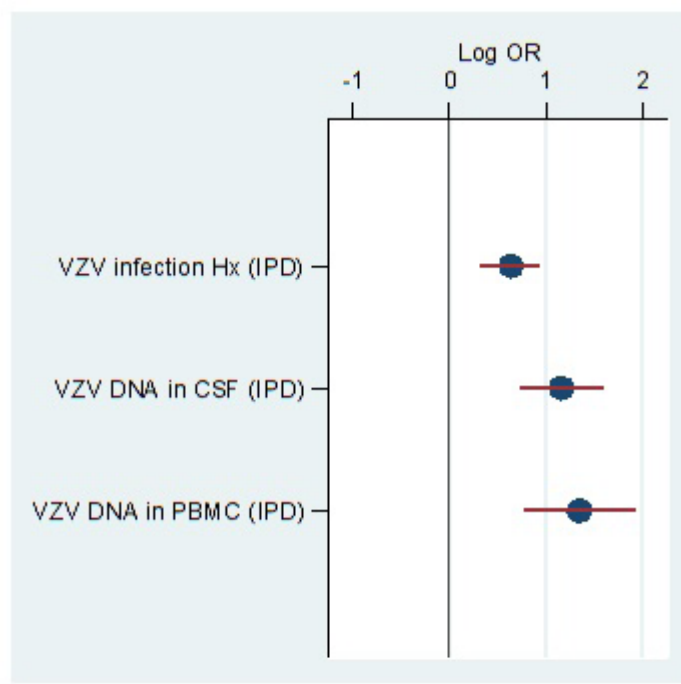 Log OR
-1 0 1 2
VZV infection Hx (IPD)
VZV DNA in CSF (IPD)
VZV DNA in PBMC (IPD)